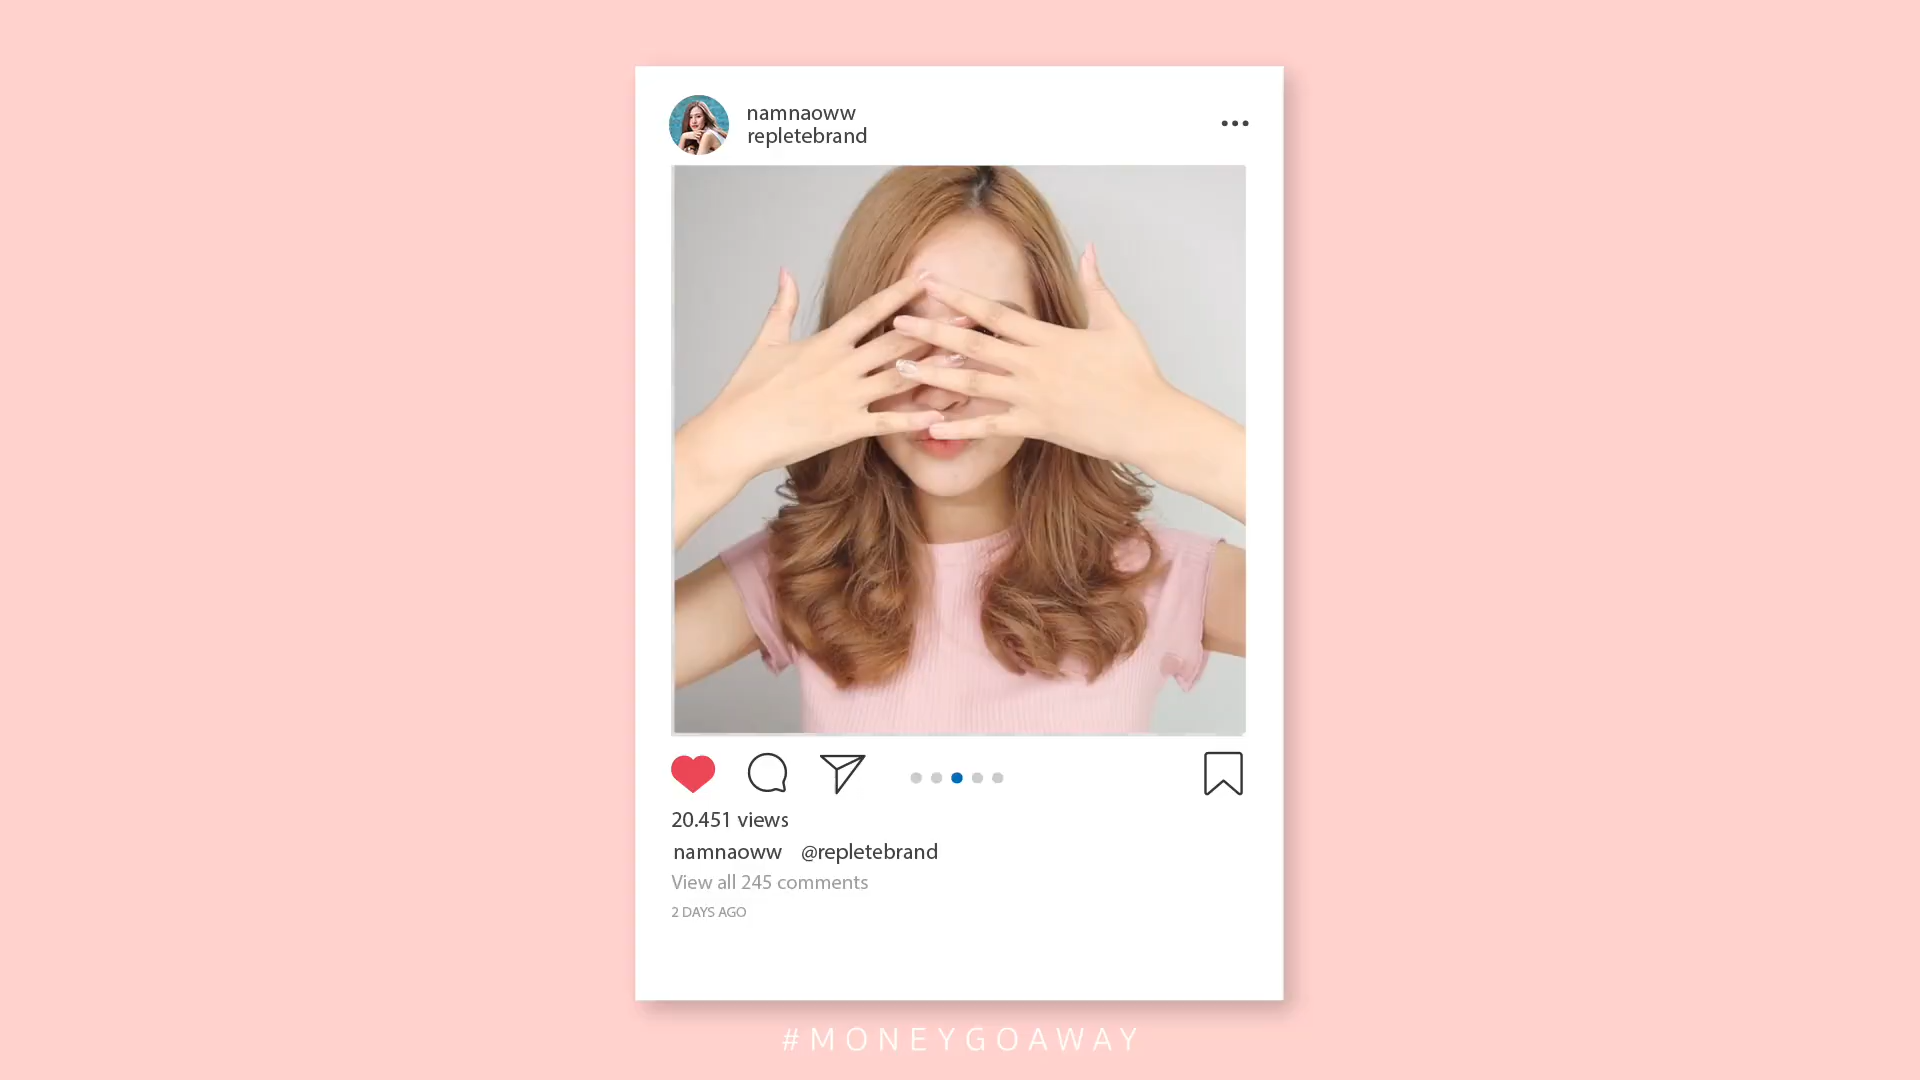 namnaoww
repletebrand
20.451 views
namnaoww @repletebrand
View all 245 comments
2 DAYS AGO
#MONEYGOAWAY